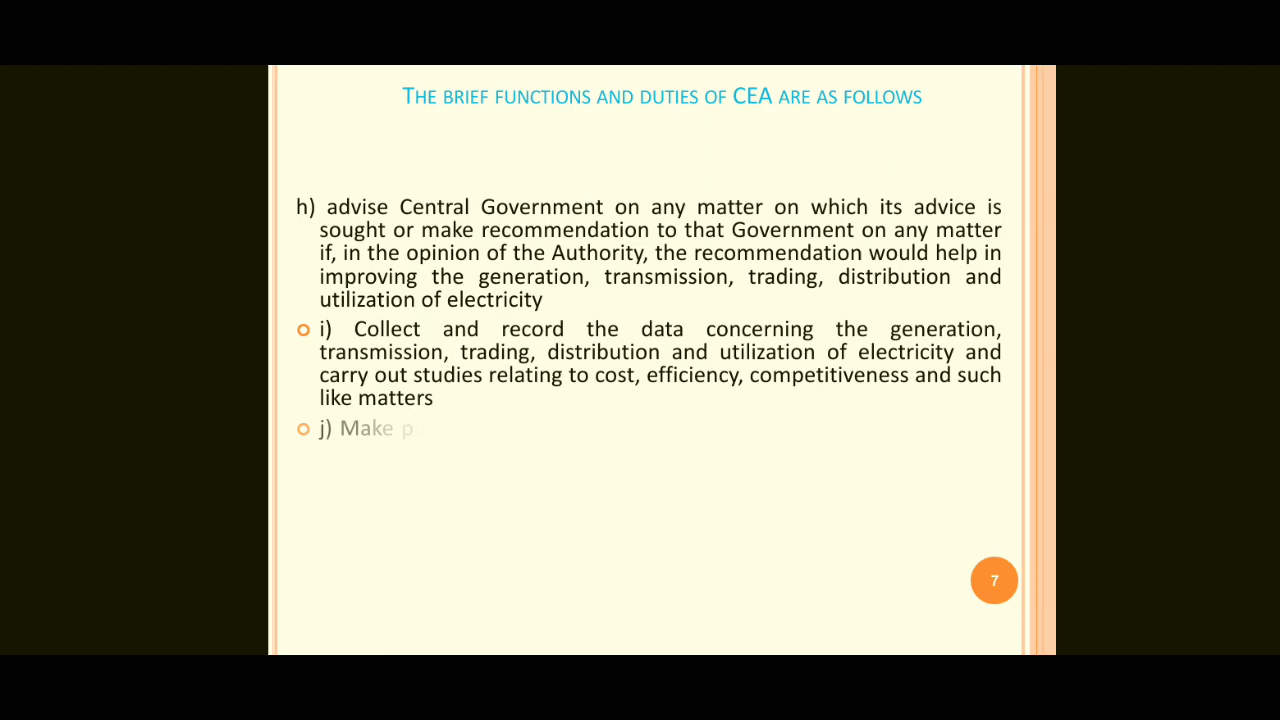 THE BRIEF FUNCTIONS AND DUTIES OF CEA ARE AS FOLLOWS
h) advise Central Government on any matter on which its advice is
sought or make recommendation to that Government on any matter
if, in the opinion of the Authority, the recommendation would help in
improving the generation, transmission, trading, distribution and
utilization of electricity
i) Collect and record the data concerning the generation,
transmission, trading, distribution and utilization of electricity and
carry out studies relating to cost, efficiency, competitiveness and such
like matters
j) Make p
7